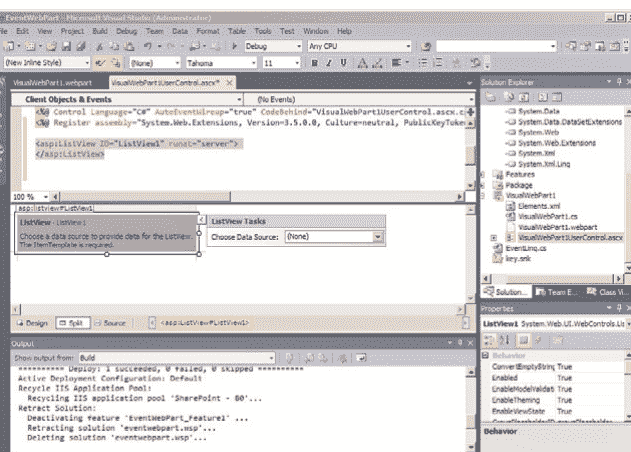 EventWebPart - Microsoft Visual Studio (Administrator)
File Edit View Project Build Debug Team Data Format Table Tools Test Window Help
Debug Any CPU
(New Inline Style) (None) Tahoma 11 B I U A
VisualWebPart1.webpart VisualWebPart1UserControl.ascx* Solution Explorer
Client Objects & Events (No Events)
<%@ Control Language="C#" AutoEventWireup="true" CodeBehind="VisualWebPart1UserControl.ascx.c
<%@ Register assembly="System.Web.Extensions, Version=3.5.0.0, Culture=neutral, PublicKeyToke
<asp:ListView ID="ListView1" runat="server">
</asp:ListView>
100 %
asp:listview#ListView1
ListView - ListView1
Choose a data source to provide data for the ListView.
The ItemTemplate is required.
ListView Tasks
Choose Data Source: (None)
Design Split Source <asp:ListView#ListView1>
System.Data
System.Data.DataSetExtensions
System.Web
System.Web.Extensions
System.Xml
System.Xml.Linq
Features
Package
VisualWebPart1
Elements.xml
VisualWebPart1.cs
VisualWebPart1.webpart
VisualWebPart1UserControl.ascx
EventLinq.cs
key.snk
Solution... Team E... Class Vi...
Properties
ListView1 System.Web.UI.WebControls.Lis
Behavior
ConvertEmptyString True
Enabled True
EnableModelValidati True
EnableTheming True
EnableViewState True
Behavior
Output
Show output from: Build
========== Deploy: 1 succeeded, 0 failed, 0 skipped ==========
Active Deployment Configuration: Default
Recycle IIS Application Pool:
Recycling IIS application pool 'SharePoint - 80'...
Retract Solution:
Deactivating feature 'EventWebPart_Feature1' ...
Retracting solution 'eventwebpart.wsp'...
Deleting solution 'eventwebpart.wsp'...